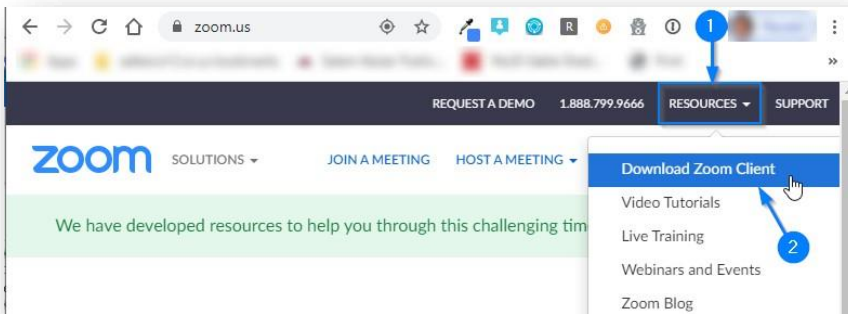 zoom.us
R
1
REQUEST A DEMO 1.888.799.9666 RESOURCES SUPPORT
zoom SOLUTIONS JOIN A MEETING HOST A MEETING
Download Zoom Client
Video Tutorials
We have developed resources to help you through this challenging tim
Live Training
2
Webinars and Events
Zoom Blog